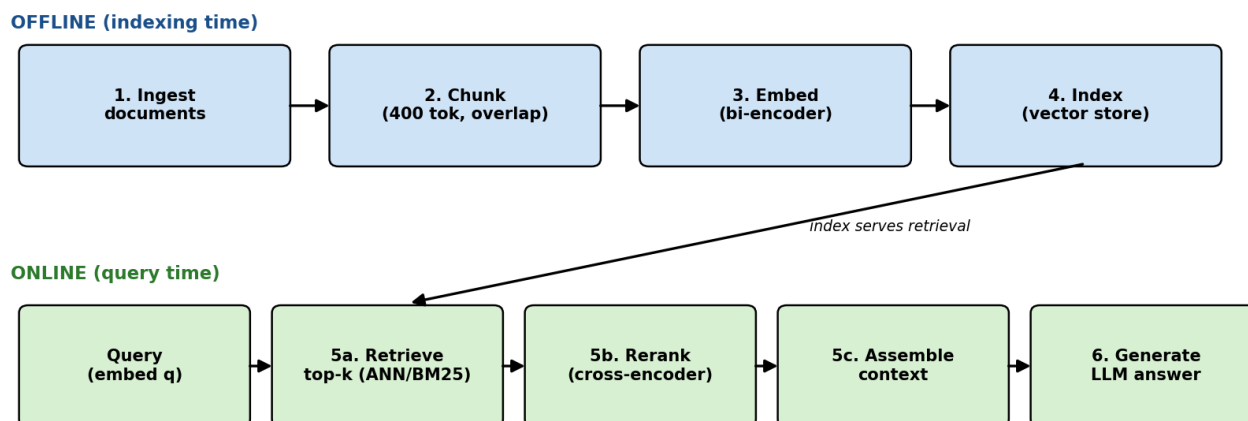 OFFLINE (indexing time)
1. Ingest
documents
2. Chunk
(400 tok, overlap)
3. Embed
(bi-encoder)
4. Index
(vector store)
index serves retrieval
ONLINE (query time)
Query
(embed q)
5a. Retrieve
top-k (ANN/BM25)
5b. Rerank
(cross-encoder)
5c. Assemble
context
6. Generate
LLM answer